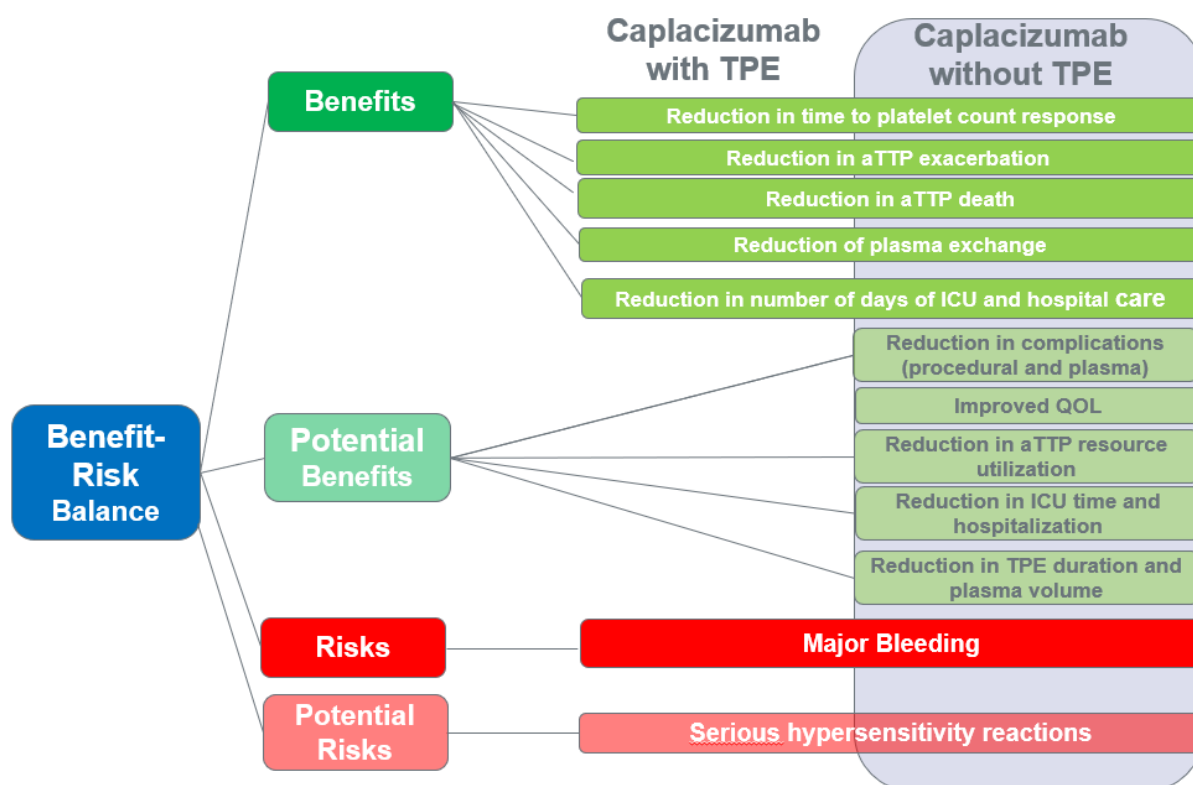 Caplacizumab
with TPE
Caplacizumab
without TPE
Benefits
Reduction in time to platelet count response
Reduction in aTTP exacerbation
Reduction in aTTP death
Reduction of plasma exchange
Reduction in number of days of ICU and hospital care
Benefit-
Risk
Balance
Potential
Benefits
Reduction in complications
(procedural and plasma)
Improved QOL
Reduction in aTTP resource
utilization
Reduction in ICU time and
hospitalization
Reduction in TPE duration and
plasma volume
Risks
Major Bleeding
Potential
Risks
Serious hypersensitivity reactions